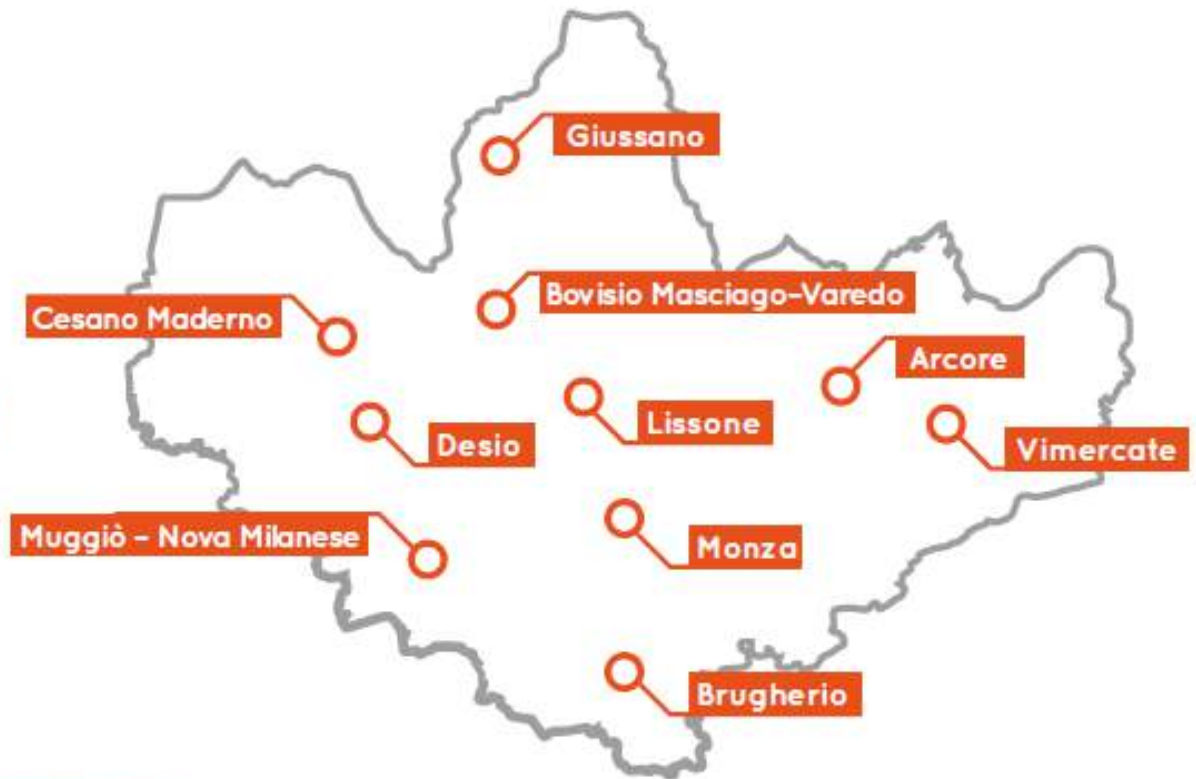 Giussano
Bovisio Masciago-Varedo
Cesano Maderno
Arcore
Lissone
Desio
Vimercate
Muggiò - Nova Milanese
Monza
Brugherio